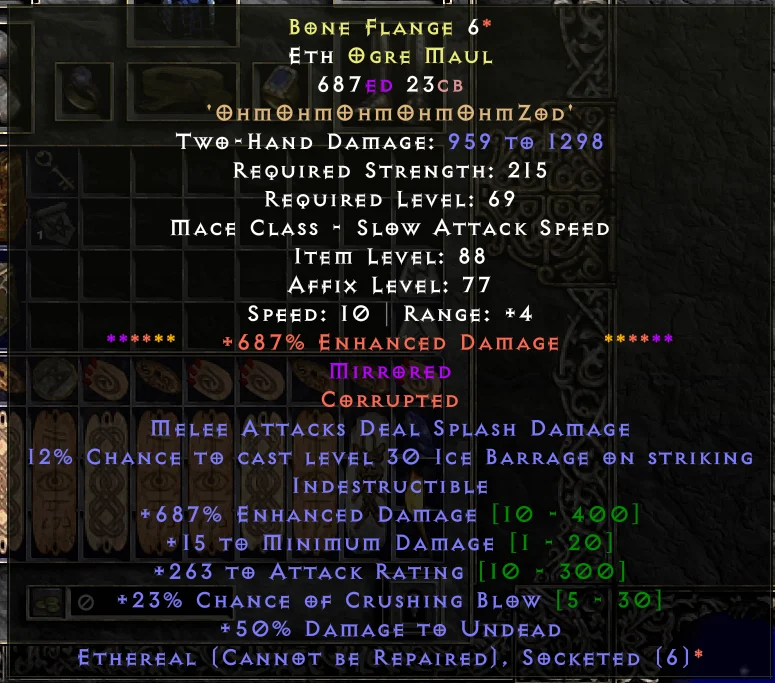 Bone Flange 6*
Eth Ogre Maul
687ED 23CB
'OhmOhmOhmOhmOhmZod'
Two-Hand Damage: 959 to 1298
Required Strength: 215
Required Level: 69
Mace Class - Slow Attack Speed
Item Level: 88
Affix Level: 77
Speed: 10 | Range: +4
****** +687% Enhanced Damage ******
Mirrored
Corrupted
Melee Attacks Deal Splash Damage
12% Chance to cast level 30 Ice Barrage on striking
Indestructible
+687% Enhanced Damage [10 - 400]
+15 to Minimum Damage [1 - 20]
+263 to Attack Rating [10 - 300]
+23% Chance of Crushing Blow [5 - 30]
+50% Damage to Undead
Ethereal (Cannot be Repaired), Socketed (6)*